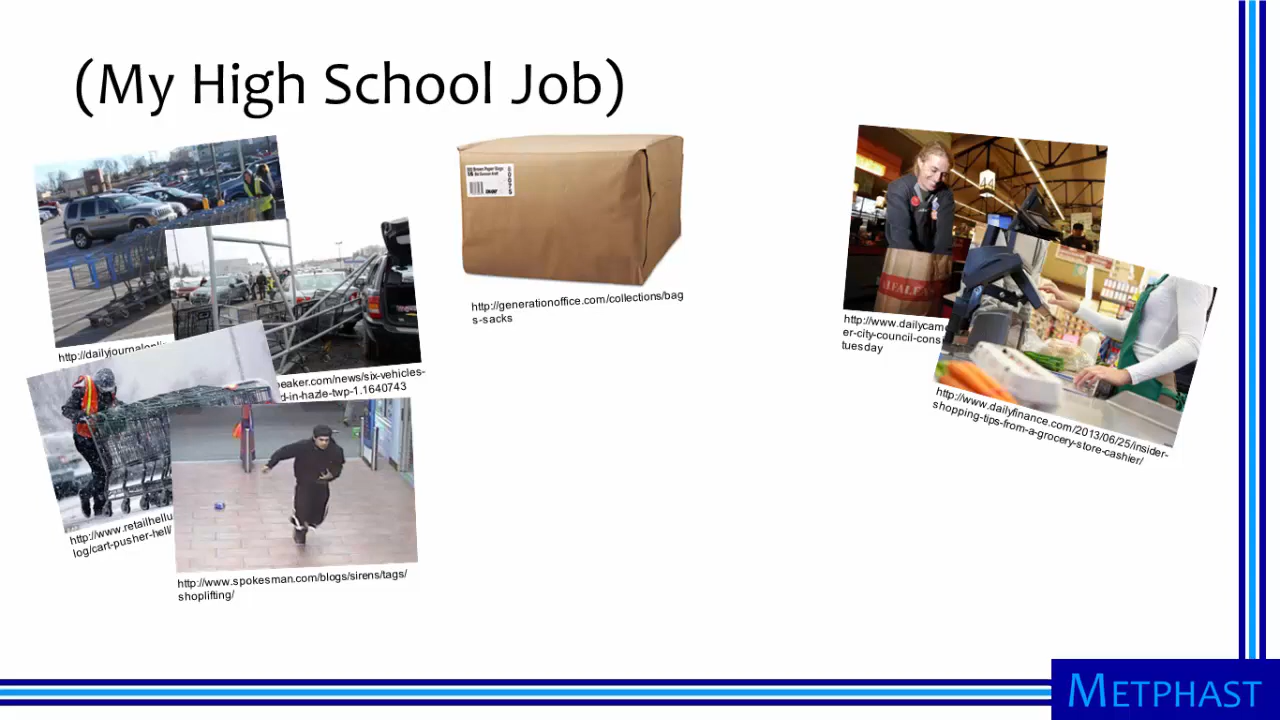 (My High School Job)
http://generationoffice.com/collections/bag
s-sacks
http://www.dailycam
er-city-council-cons
tuesday
http://www.dailyfinance.com/2013/06/25/insider-
shopping-tips-from-a-grocery-store-cashier/
http://dailyjournalonli
peaker.com/news/six-vehicles-
d-in-hazle-twp-1.1640743
http://www.retailhellu
log/cart-pusher-hell/
http://www.spokesman.com/blogs/sirens/tags/
shoplifting/
METPHAST